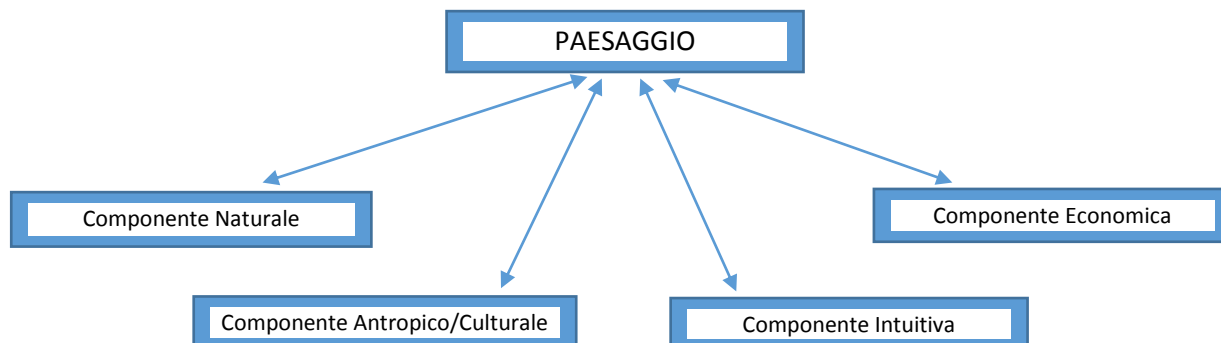 PAESAGGIO
Componente Naturale
Componente Economica
Componente Antropico/Culturale
Componente Intuitiva